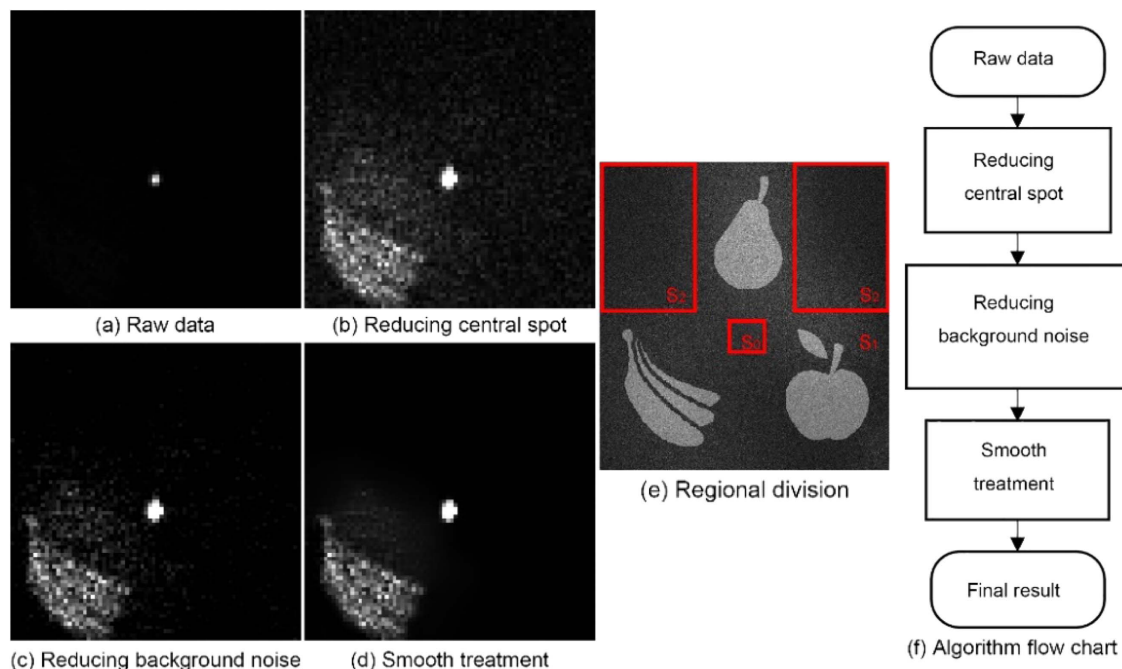 (a) Raw data
(b) Reducing central spot
(c) Reducing background noise
(d) Smooth treatment
S2
S2
S0
S1
(e) Regional division
Raw data
Reducing
central spot
Reducing
background noise
Smooth
treatment
Final result
(f) Algorithm flow chart